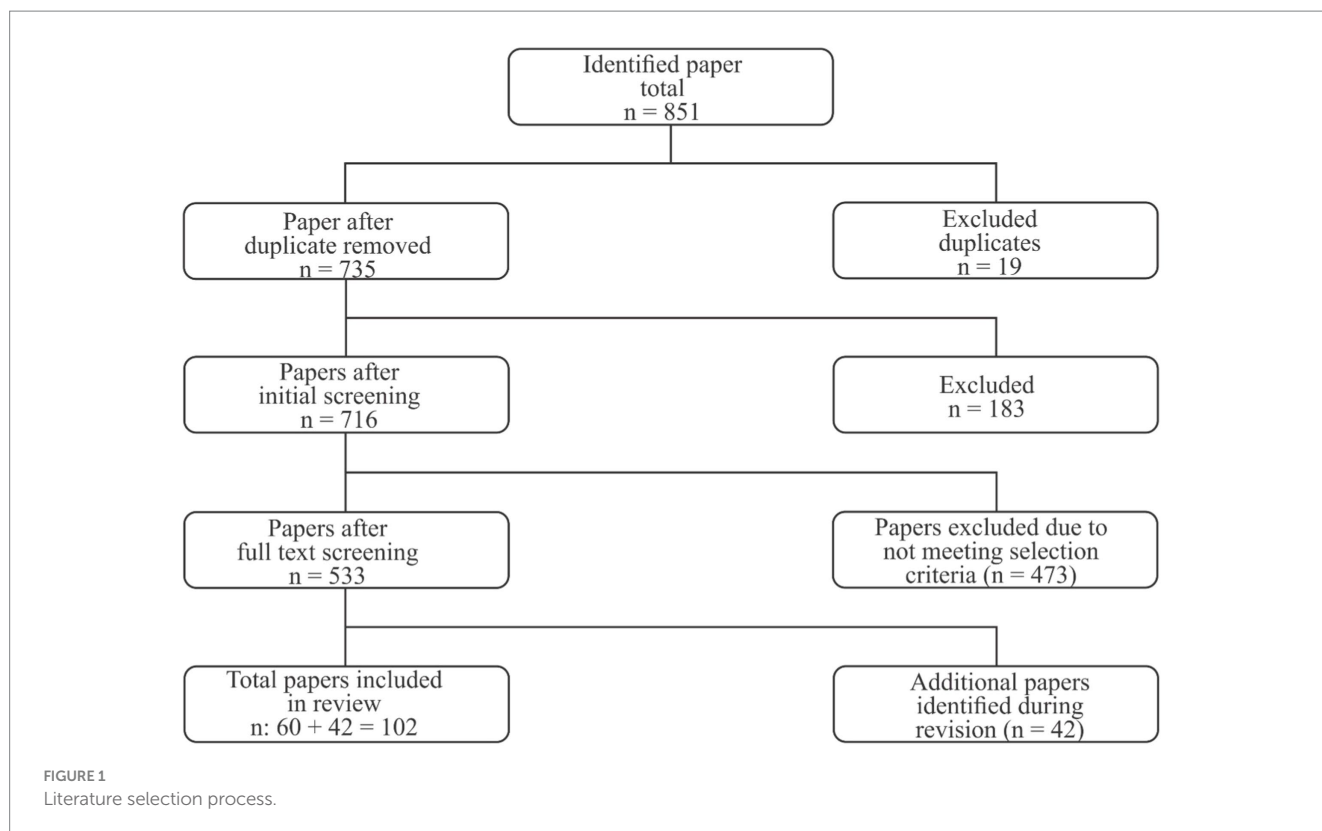 Identified paper
total
n = 851
Paper after
duplicate removed
n = 735
Excluded
duplicates
n = 19
Papers after
initial screening
n = 716
Excluded
n = 183
Papers after
full text screening
n = 533
Papers excluded due to
not meeting selection
criteria (n = 473)
Total papers included
in review
n: 60 + 42 = 102
Additional papers
identified during
revision (n = 42)
FIGURE 1
Literature selection process.